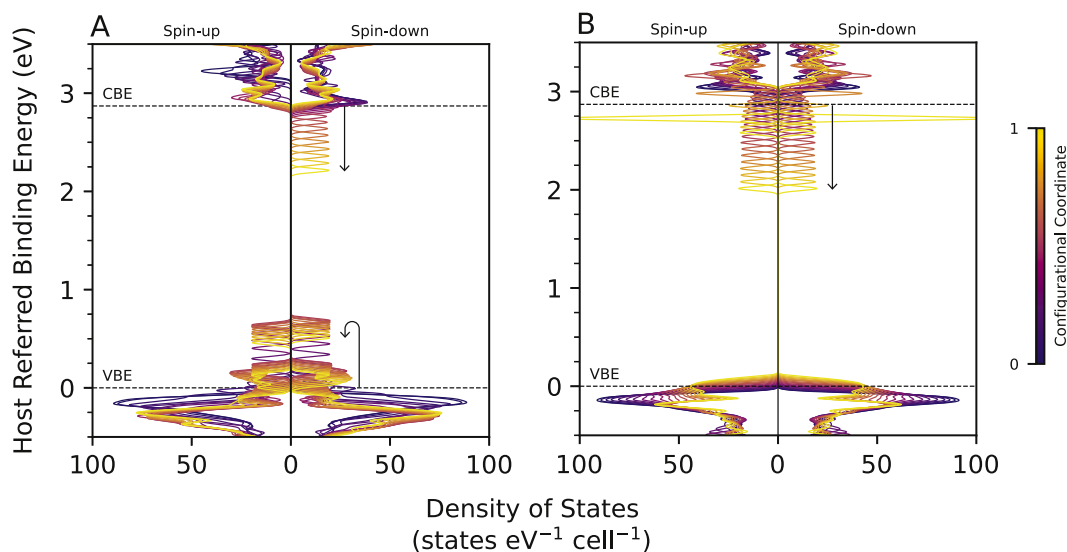 A
B
Spin-up
Spin-down
Spin-up
Spin-down
Host Referred Binding Energy (eV)
3
2
1
0
CBE
VBE
100
50
0
50
100
3
2
1
0
CBE
VBE
100
50
0
50
100
1
0
Configurational Coordinate
Density of States
(states eV⁻¹ cell⁻¹)